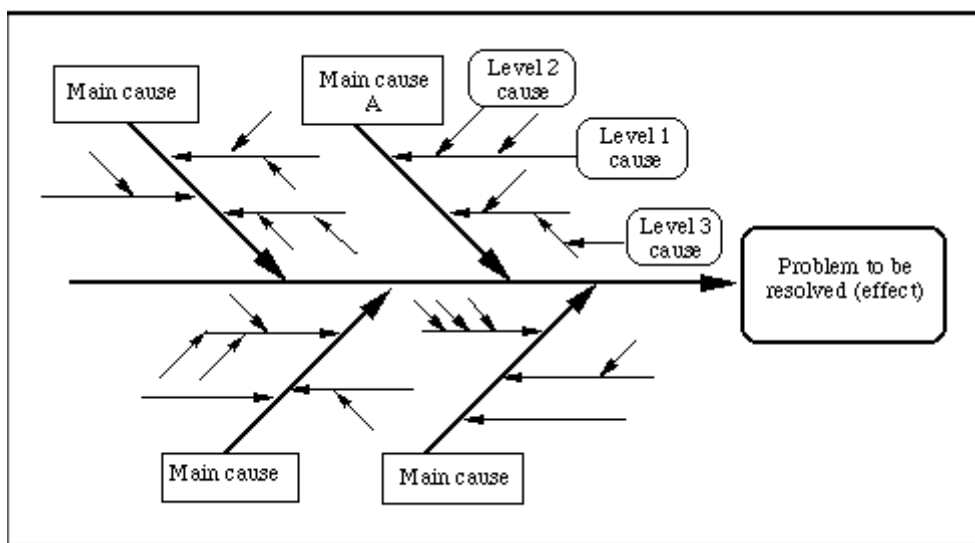 Main cause
Main cause
A
Level 2
cause
Level 1
cause
Level 3
cause
Problem to be
resolved (effect)
Main cause
Main cause